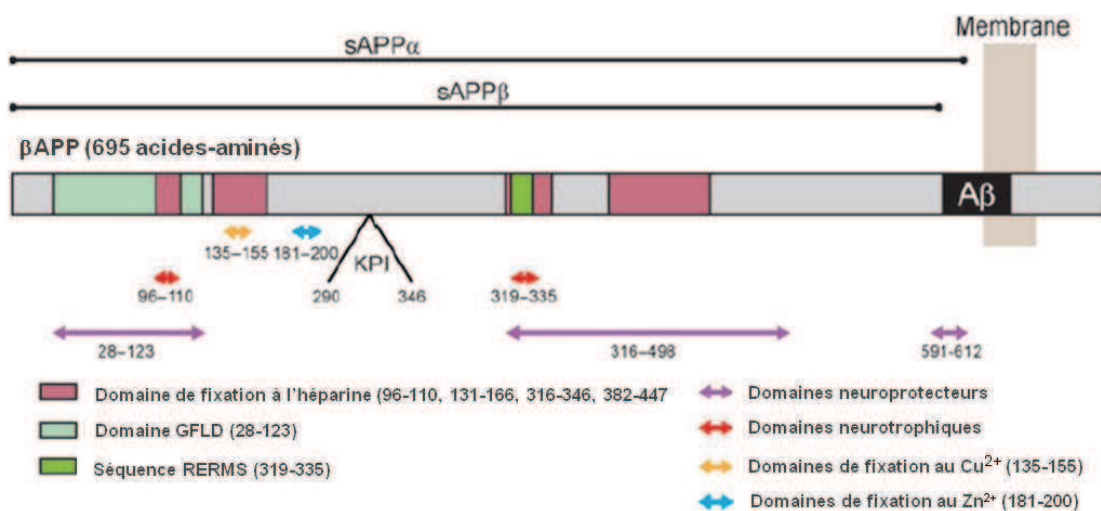 Membrane
sAPPα
sAPPβ
βAPP (695 acides-aminés)
Aβ
135–155
181–200
KPI
96–110
290
346
319–335
28–123
316–498
591-612
Domaine de fixation à l'héparine (96-110, 131-166, 316-346, 382-447
Domaine GFLD (28-123)
Séquence RERMS (319-335)
Domaines neuroprotecteurs
Domaines neurotrophiques
Domaines de fixation au Cu²⁺ (135-155)
Domaines de fixation au Zn²⁺ (181-200)